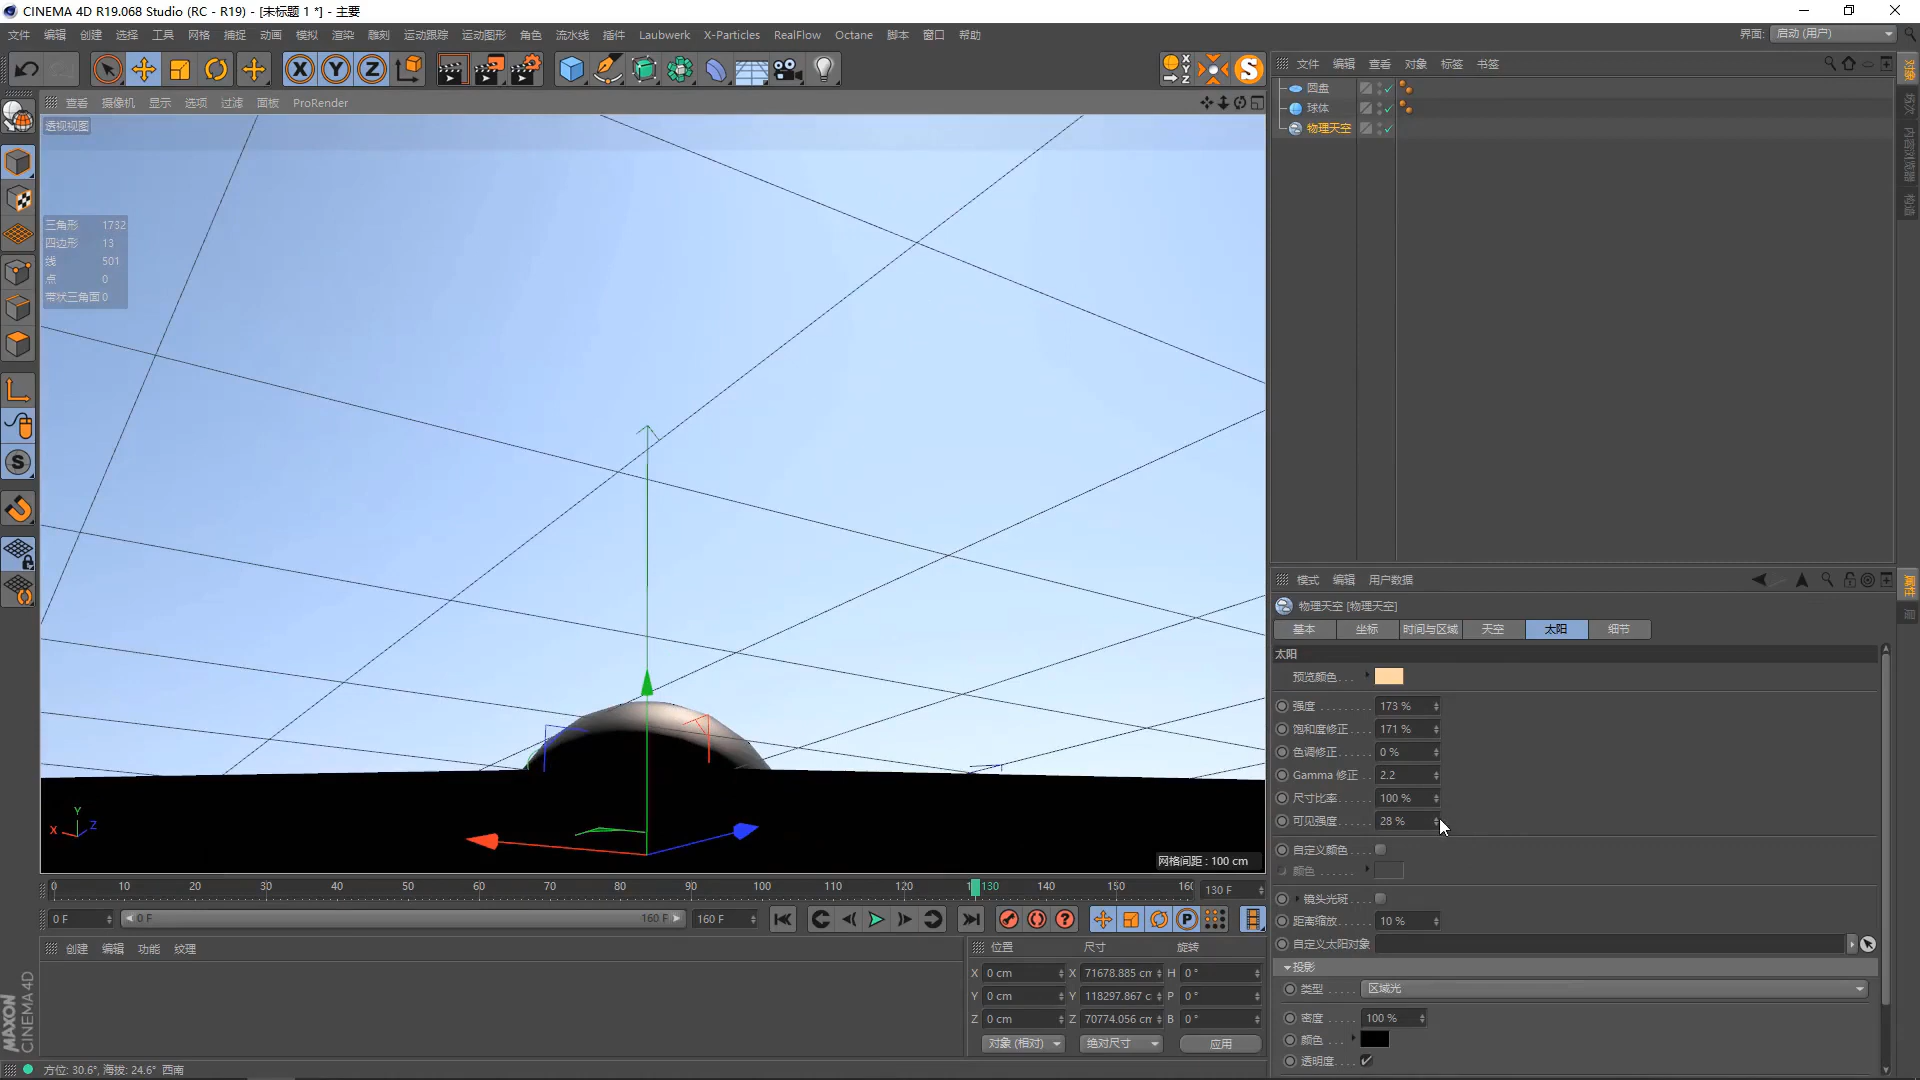 CINEMA 4D R19.068 Studio (RC - R19) - [未标题 1 *] - 主要
文件 编辑 创建 选择 工具 网格 捕捉 动画 模拟 渲染 雕刻 运动跟踪 运动图形 角色 流水线 插件 Laubwerk X-Particles RealFlow Octane 脚本 窗口 帮助 界面: 启动 (用户)
X Y Z
X Y Z S
查看 摄像机 显示 选项 过滤 面板 ProRender
透视视图
三角形 1732
四边形 13
线 501
点 0
带状三角面 0
S
Y
X Z
网格间距 : 100 cm
0 10 20 30 40 50 60 70 80 90 100 110 120 130 140 150 160 130 F
0 F 0 F 160 F 160 F
P
创建 编辑 功能 纹理
位置 尺寸 旋转
X 0 cm X 71678.885 cm H 0 °
Y 0 cm Y 118297.867 c P 0 °
Z 0 cm Z 70774.056 cm B 0 °
对象 (相对) 绝对尺寸 应用
MAXON CINEMA 4D
方位: 30.6°, 海拔: 24.6° 西南
文件 编辑 查看 对象 标签 书签
圆盘
球体
物理天空
对象
场次
内容浏览器
构造
模式 编辑 用户数据
属性
层
物理天空 [物理天空]
基本 坐标 时间与区域 天空 太阳 细节
太阳
预览颜色 . . .
强度 . . . . . . . . 173 %
饱和度修正 . . 171 %
色调修正 . . . . 0 %
Gamma 修正 . . 2.2
尺寸比率 . . . . . 100 %
可见强度 . . . . . 28 %
自定义颜色 . . . .
颜色 . . . . . . .
镜头光斑 . . . .
距离缩放 . . . . . 10 %
自定义太阳对象
投影
类型 . . . . . 区域光
密度 . . . . . 100 %
颜色 . . .
透明度 . . . .